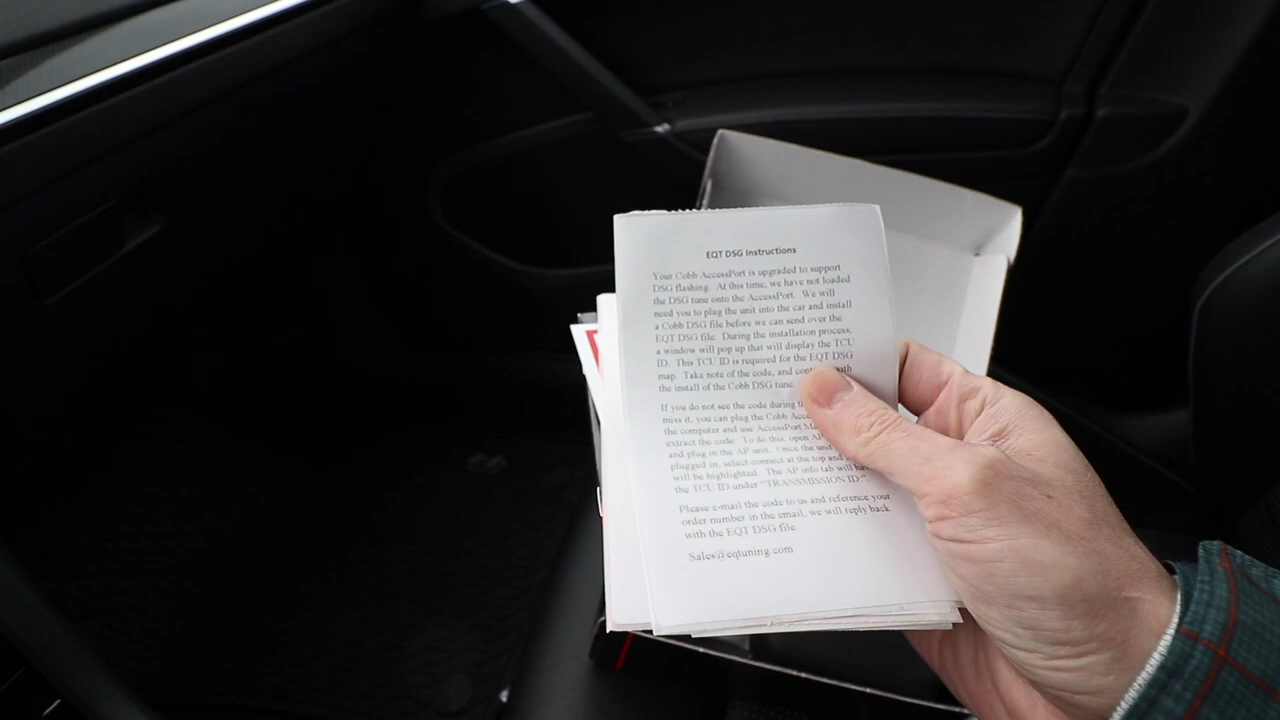 EQT DSG Instructions
Your Cobb AccessPort is upgraded to support
DSG flashing. At this time, we have not loaded
the DSG tune onto the AccessPort. We will
need you to plug the unit into the car and install
a Cobb DSG file before we can send over the
EQT DSG file. During the installation process,
a window will pop up that will display the TCU
ID. This TCU ID is required for the EQT DSG
map. Take note of the code, and
the install of the Cobb DSG tune.
If you do not see the code during
miss it, you can plug the Cobb
the computer and use AccessPort
extract the code. To do this, open AP
and plug in the AP unit. Once the unit
plugged in, select connect at the top and
will be highlighted. The AP info tab will
the TCU ID under "TRANSMISSION ID."
Please e-mail the code to us and reference your
order number in the email, we will reply back
with the EQT DSG file.
Sales@eqtuning.com